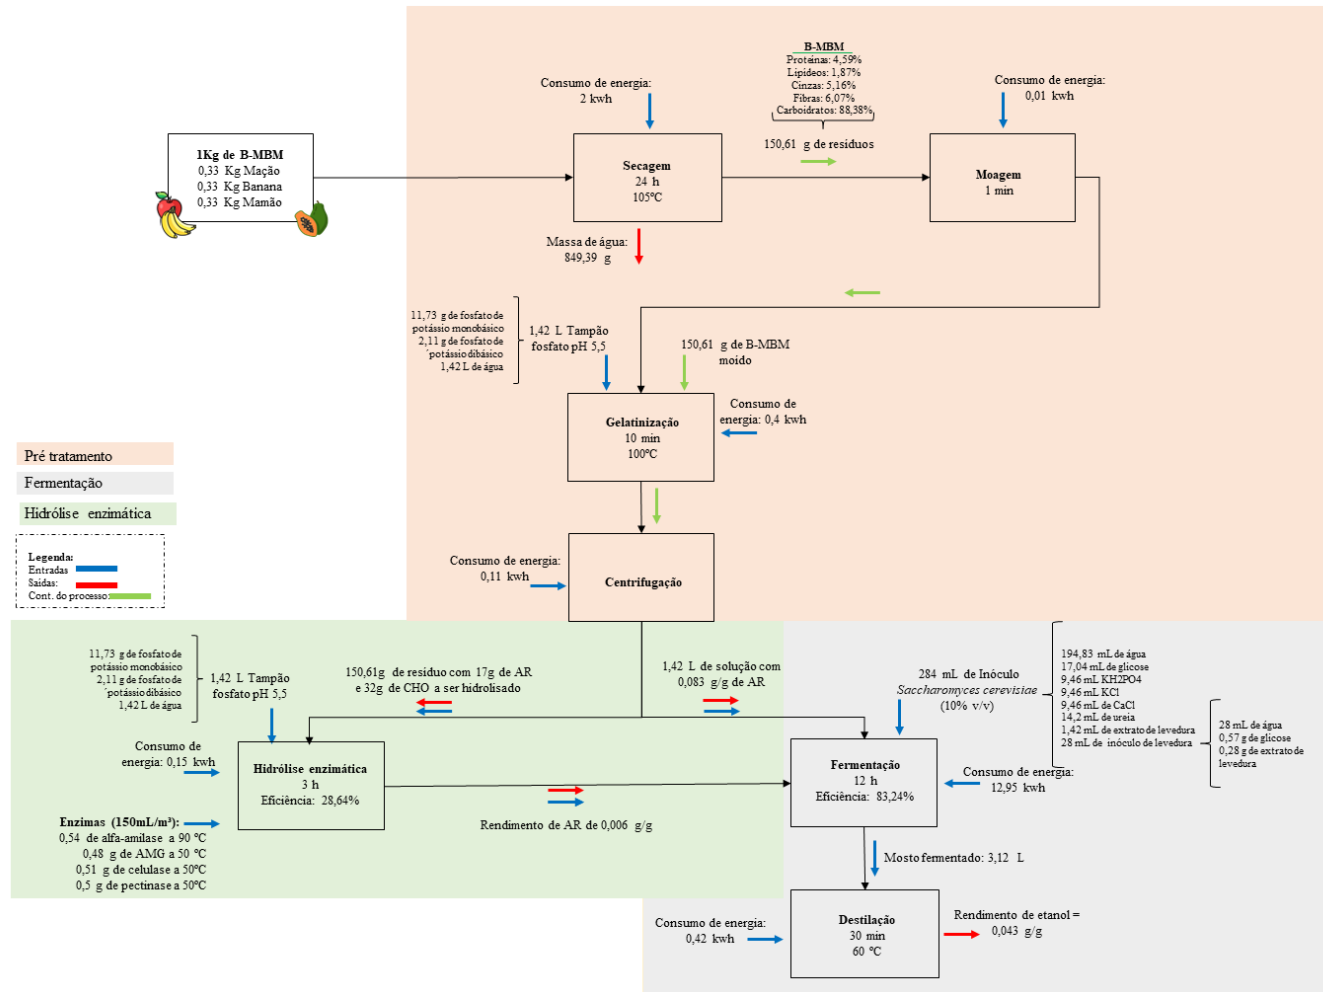 B-MBM
Proteinas: 4,59%
Lipideos: 1,87%
Cinzas: 5,16%
Fibras: 6,07%
Carboidratos: 88,38%
Consumo de energia:
2 kwh
Consumo de energia:
0,01 kwh
1Kg de B-MBM
0,33 Kg Mação
0,33 Kg Banana
0,33 Kg Mamão
Secagem
24 h
105ºC
150,61 g de residuos
Moagem
1 min
Massa de água:
849,39 g
11,73 g de fosfato de
potássio monobásico
2,11 g de fosfato de
´potássio dibásico
1,42 L de água
1,42 L Tampão
fosfato pH 5,5
150,61 g de B-MBM
moido
Gelatinização
10 min
100ºC
Consumo de
energia: 0,4 kwh
Pré tratamento
Fermentação
Hidrólise enzimática
Legenda:
Entradas
Saidas:
Cont. do processo:
Consumo de energia:
0,11 kwh
Centrifugação
11,73 g de fosfato de
potássio monobásico
2,11 g de fosfato de
´potássio dibásico
1,42 L de água
1,42 L Tampão
fosfato pH 5,5
150,61g de residuo com 17g de AR
e 32g de CHO a ser hidrolisado
1,42 L de solução com
0,083 g/g de AR
284 mL de Inóculo
Saccharomyces cerevisiae
(10% v/v)
194,83 mL de água
17,04 mL de glicose
9,46 mL KH2PO4
9,46 mL KCl
9,46 mL de CaCl
14,2 mL de ureia
1,42 mL de extrato de levedura
28 mL de inóculo de levedura
28 mL de água
0,57 g de glicose
0,28 g de extrato de
levedura
Consumo de
energia: 0,15 kwh
Hidrólise enzimática
3 h
Eficiência: 28,64%
Fermentação
12 h
Eficiência: 83,24%
Consumo de energia:
12,95 kwh
Enzimas (150mL/m³):
0,54 de alfa-amilase a 90 ºC
0,48 g de AMG a 50 ºC
0,51 g de celulase a 50ºC
0,5 g de pectinase a 50ºC
Rendimento de AR de 0,006 g/g
Mosto fermentado: 3,12 L
Consumo de energia:
0,42 kwh
Destilação
30 min
60 ºC
Rendimento de etanol =
0,043 g/g